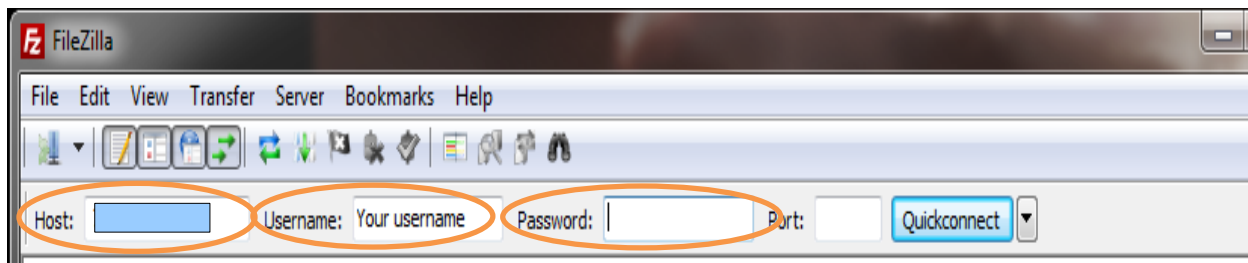 FileZilla
File Edit View Transfer Server Bookmarks Help
Host: Username: Your username Password: Port: Quickconnect